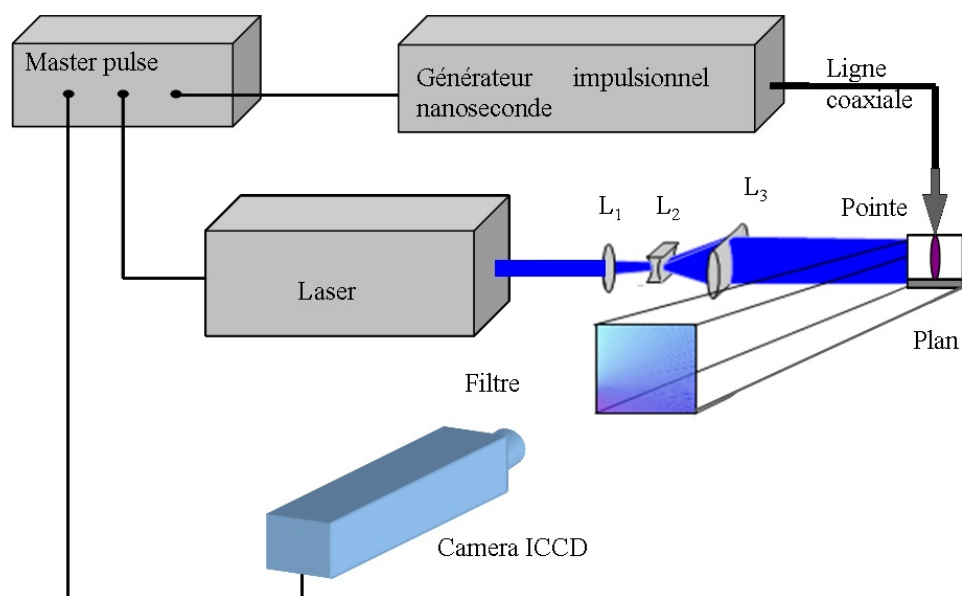 Master pulse
Générateur impulsionnel
nanoseconde
Ligne
coaxiale
L1
L2
L3
Pointe
Laser
Plan
Filtre
Camera ICCD